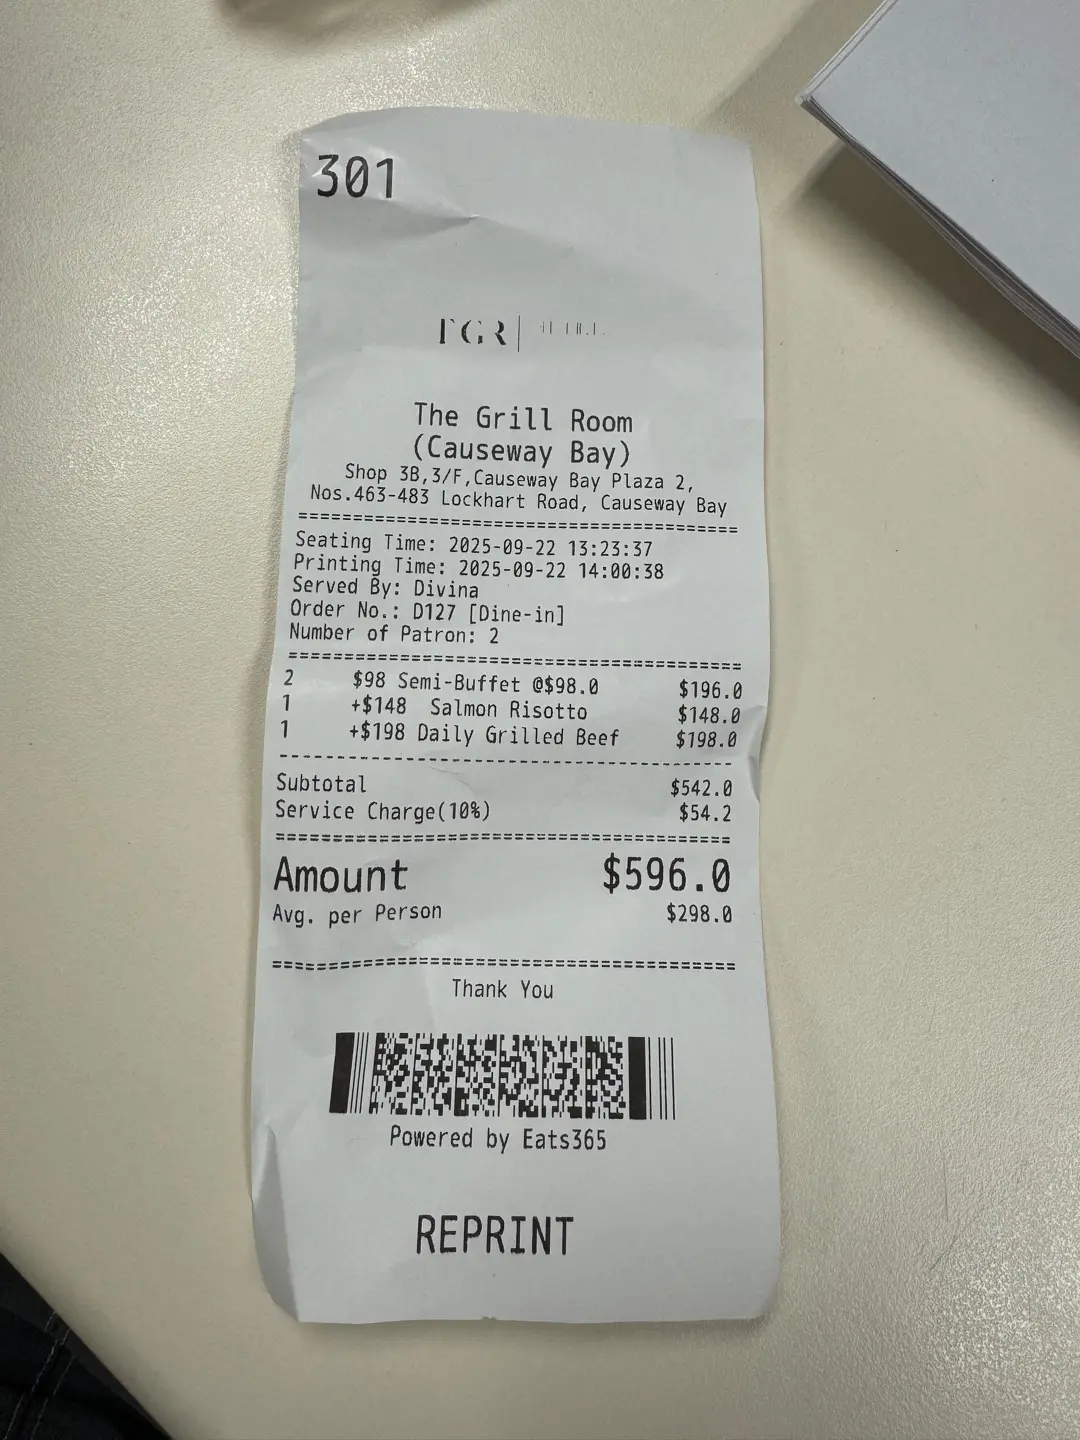 301
TGR
The Grill Room
(Causeway Bay)
Shop 3B,3/F,Causeway Bay Plaza 2,
Nos.463-483 Lockhart Road, Causeway Bay
Seating Time: 2025-09-22 13:23:37
Printing Time: 2025-09-22 14:00:38
Served By: Divina
Order No.: D127 [Dine-in]
Number of Patron: 2
2 $98 Semi-Buffet @$98.0 $196.0
1 +$148 Salmon Risotto $148.0
1 +$198 Daily Grilled Beef $198.0
Subtotal $542.0
Service Charge(10%) $54.2
Amount $596.0
Avg. per Person $298.0
Thank You
Powered by Eats365
REPRINT